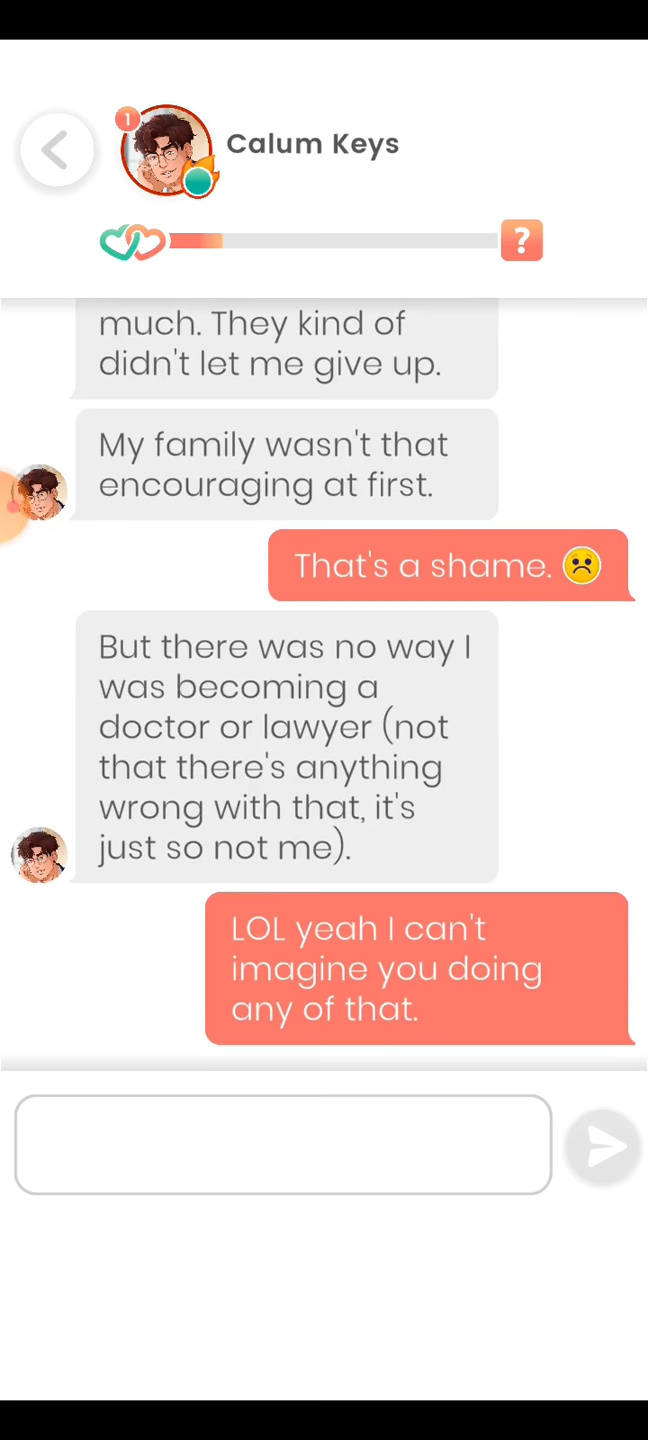 1
Calum Keys
?
much. They kind of
didn't let me give up.
My family wasn't that
encouraging at first.
That's a shame. 
But there was no way I
was becoming a
doctor or lawyer (not
that there's anything
wrong with that, it's
just so not me).
LOL yeah I can't
imagine you doing
any of that.